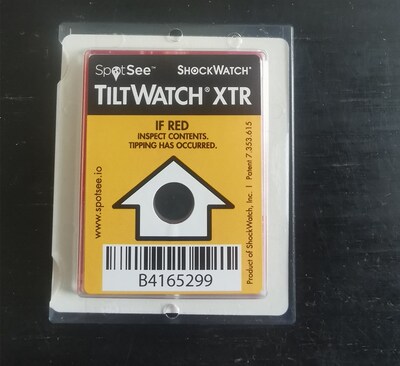 SpotSee™ SHOCKWATCH®
TILTWATCH® XTR
IF RED
INSPECT CONTENTS.
TIPPING HAS OCCURRED.
www.spotsee.io
Product of ShockWatch, Inc. | Patent 7,353,615
B4165299